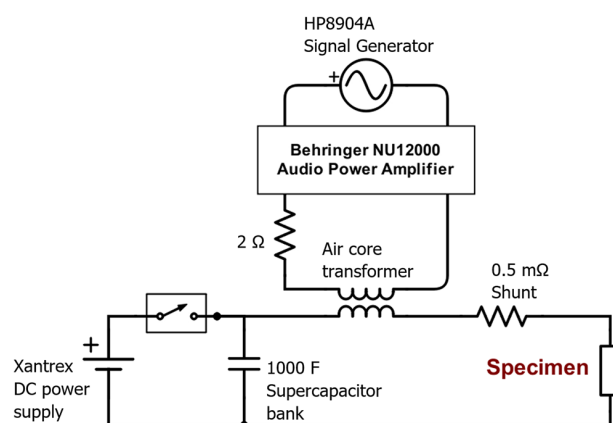 HP8904A
Signal Generator
+
Behringer NU12000
Audio Power Amplifier
2 Ω
Air core
transformer
0.5 mΩ
Shunt
+
Xantrex
DC power
supply
1000 F
Supercapacitor
bank
Specimen